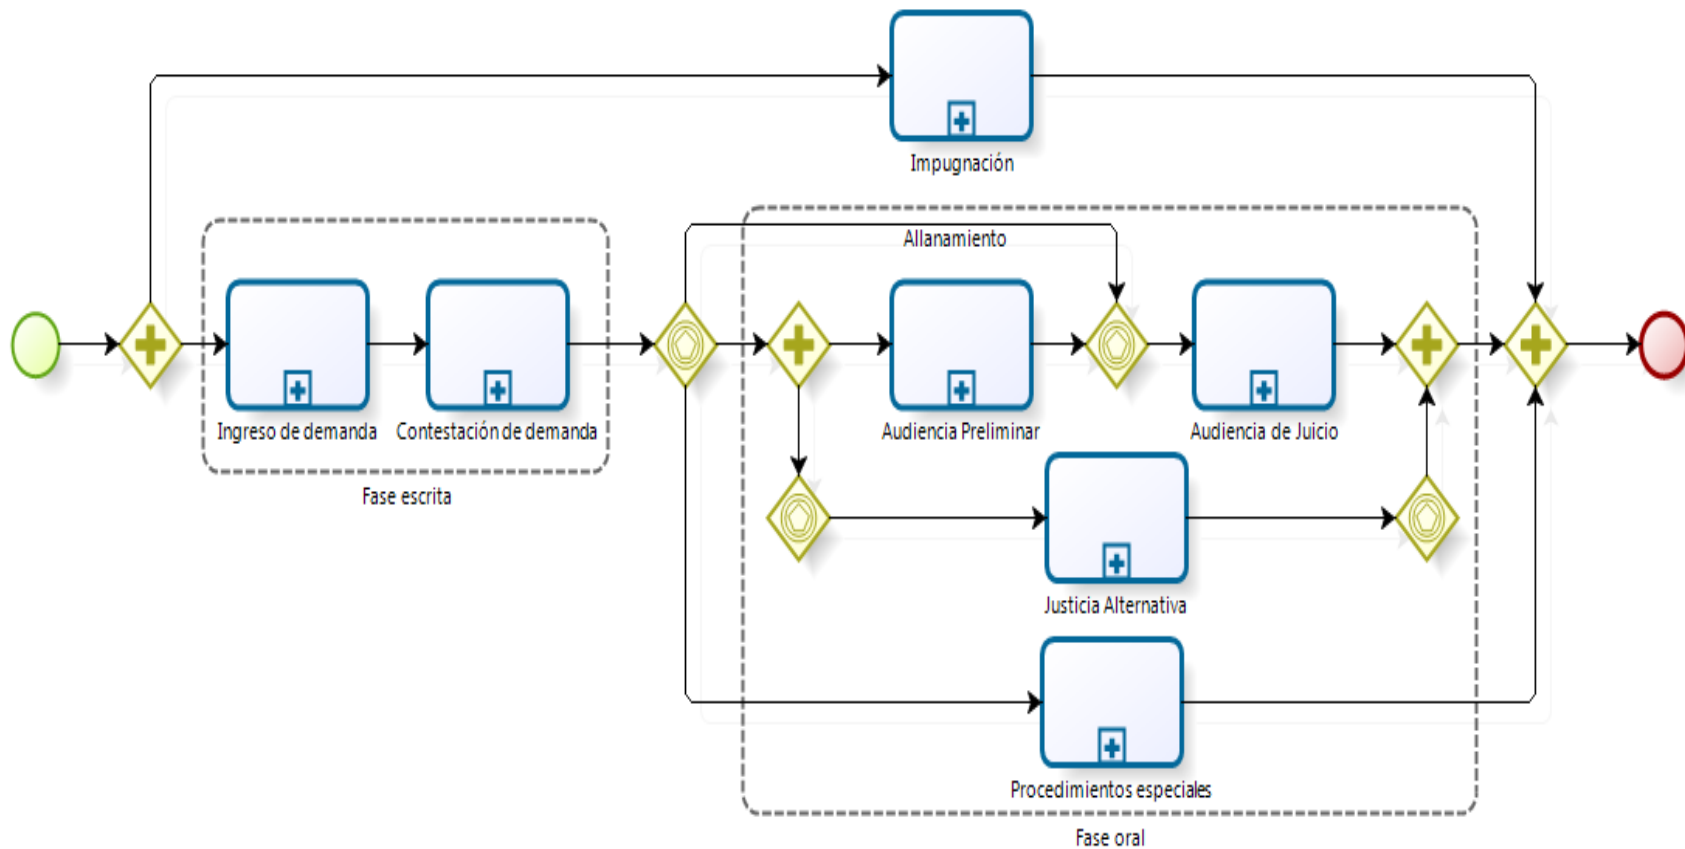 Impugnación
Allanamiento
Ingreso de demanda
Contestación de demanda
Audiencia Preliminar
Audiencia de Juicio
Fase escrita
Justicia Alternativa
Procedimientos especiales
Fase oral